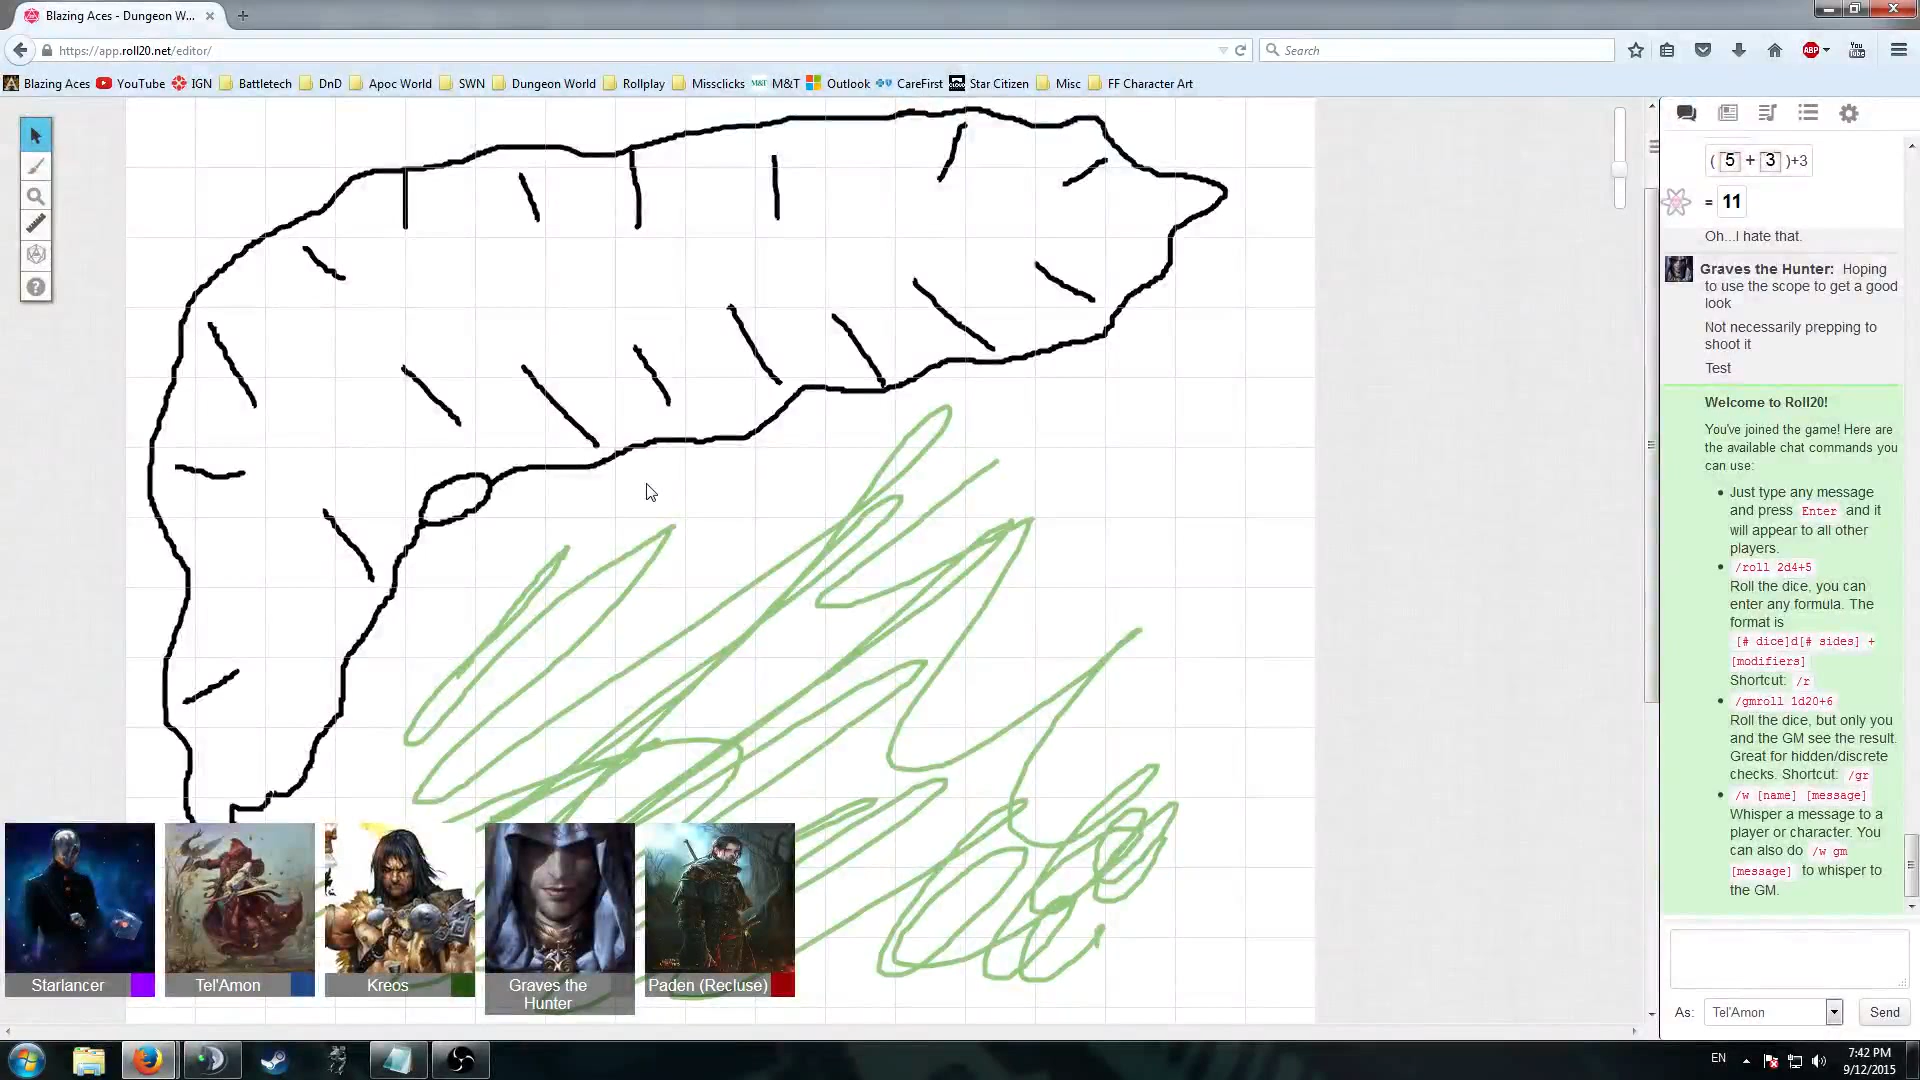 Blazing Aces - Dungeon W...
https://app.roll20.net/editor/
Search
ABP
You Tube
Blazing Aces YouTube IGN Battletech DnD Apoc World SWN Dungeon World Rollplay Missclicks M&T M&T Outlook CareFirst Star Citizen Misc FF Character Art
( 5 + 3 )+3
= 11
Oh...I hate that.
Graves the Hunter: Hoping
to use the scope to get a good
look
Not necessarily prepping to
shoot it
Test
Welcome to Roll20!
You've joined the game! Here are
the available chat commands you
can use:
Just type any message
and press Enter and it
will appear to all other
players.
/roll 2d4+5
Roll the dice, you can
enter any formula. The
format is
[# dice]d[# sides] +
[modifiers]
Shortcut: /r
/gmroll 1d20+6
Roll the dice, but only you
and the GM see the result.
Great for hidden/discrete
checks. Shortcut: /gr
/w [name] [message]
Whisper a message to a
player or character. You
can also do /w gm
[message] to whisper to
the GM.
Starlancer
Tel'Amon
Kreos
Graves the
Hunter
Paden (Recluse)
As: Tel'Amon Send
EN
7:42 PM
9/12/2015